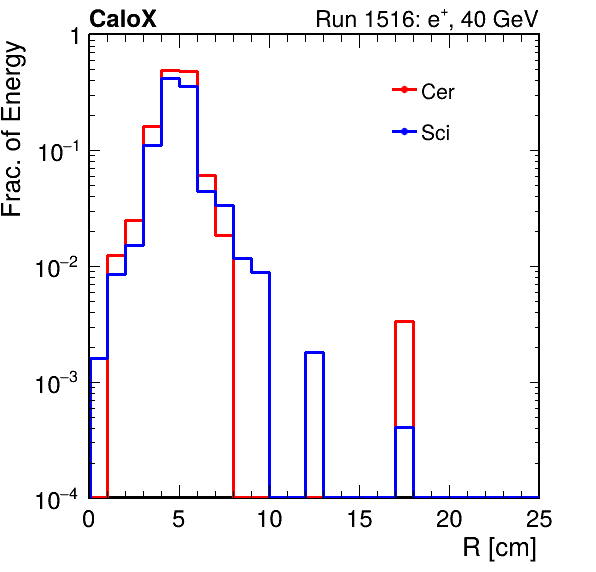 CaloX Run 1516: e⁺, 40 GeV
Frac. of Energy
1
10⁻¹
10⁻²
10⁻³
10⁻⁴
Cer
Sci
0 5 10 15 20 25
R [cm]